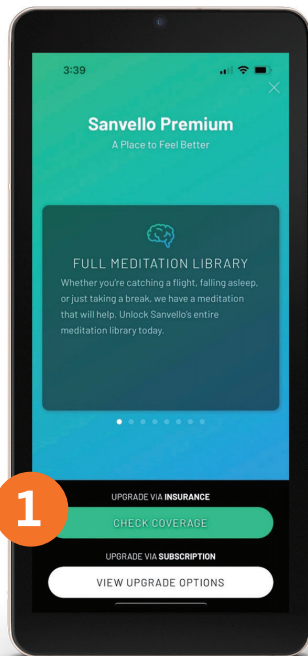 3:39
Sanvello Premium
A Place to Feel Better
FULL MEDITATION LIBRARY
Whether you're catching a flight, falling asleep,
or just taking a break, we have a meditation
that will help. Unlock Sanvello's entire
meditation library today.
1
UPGRADE VIA INSURANCE
CHECK COVERAGE
UPGRADE VIA SUBSCRIPTION
VIEW UPGRADE OPTIONS